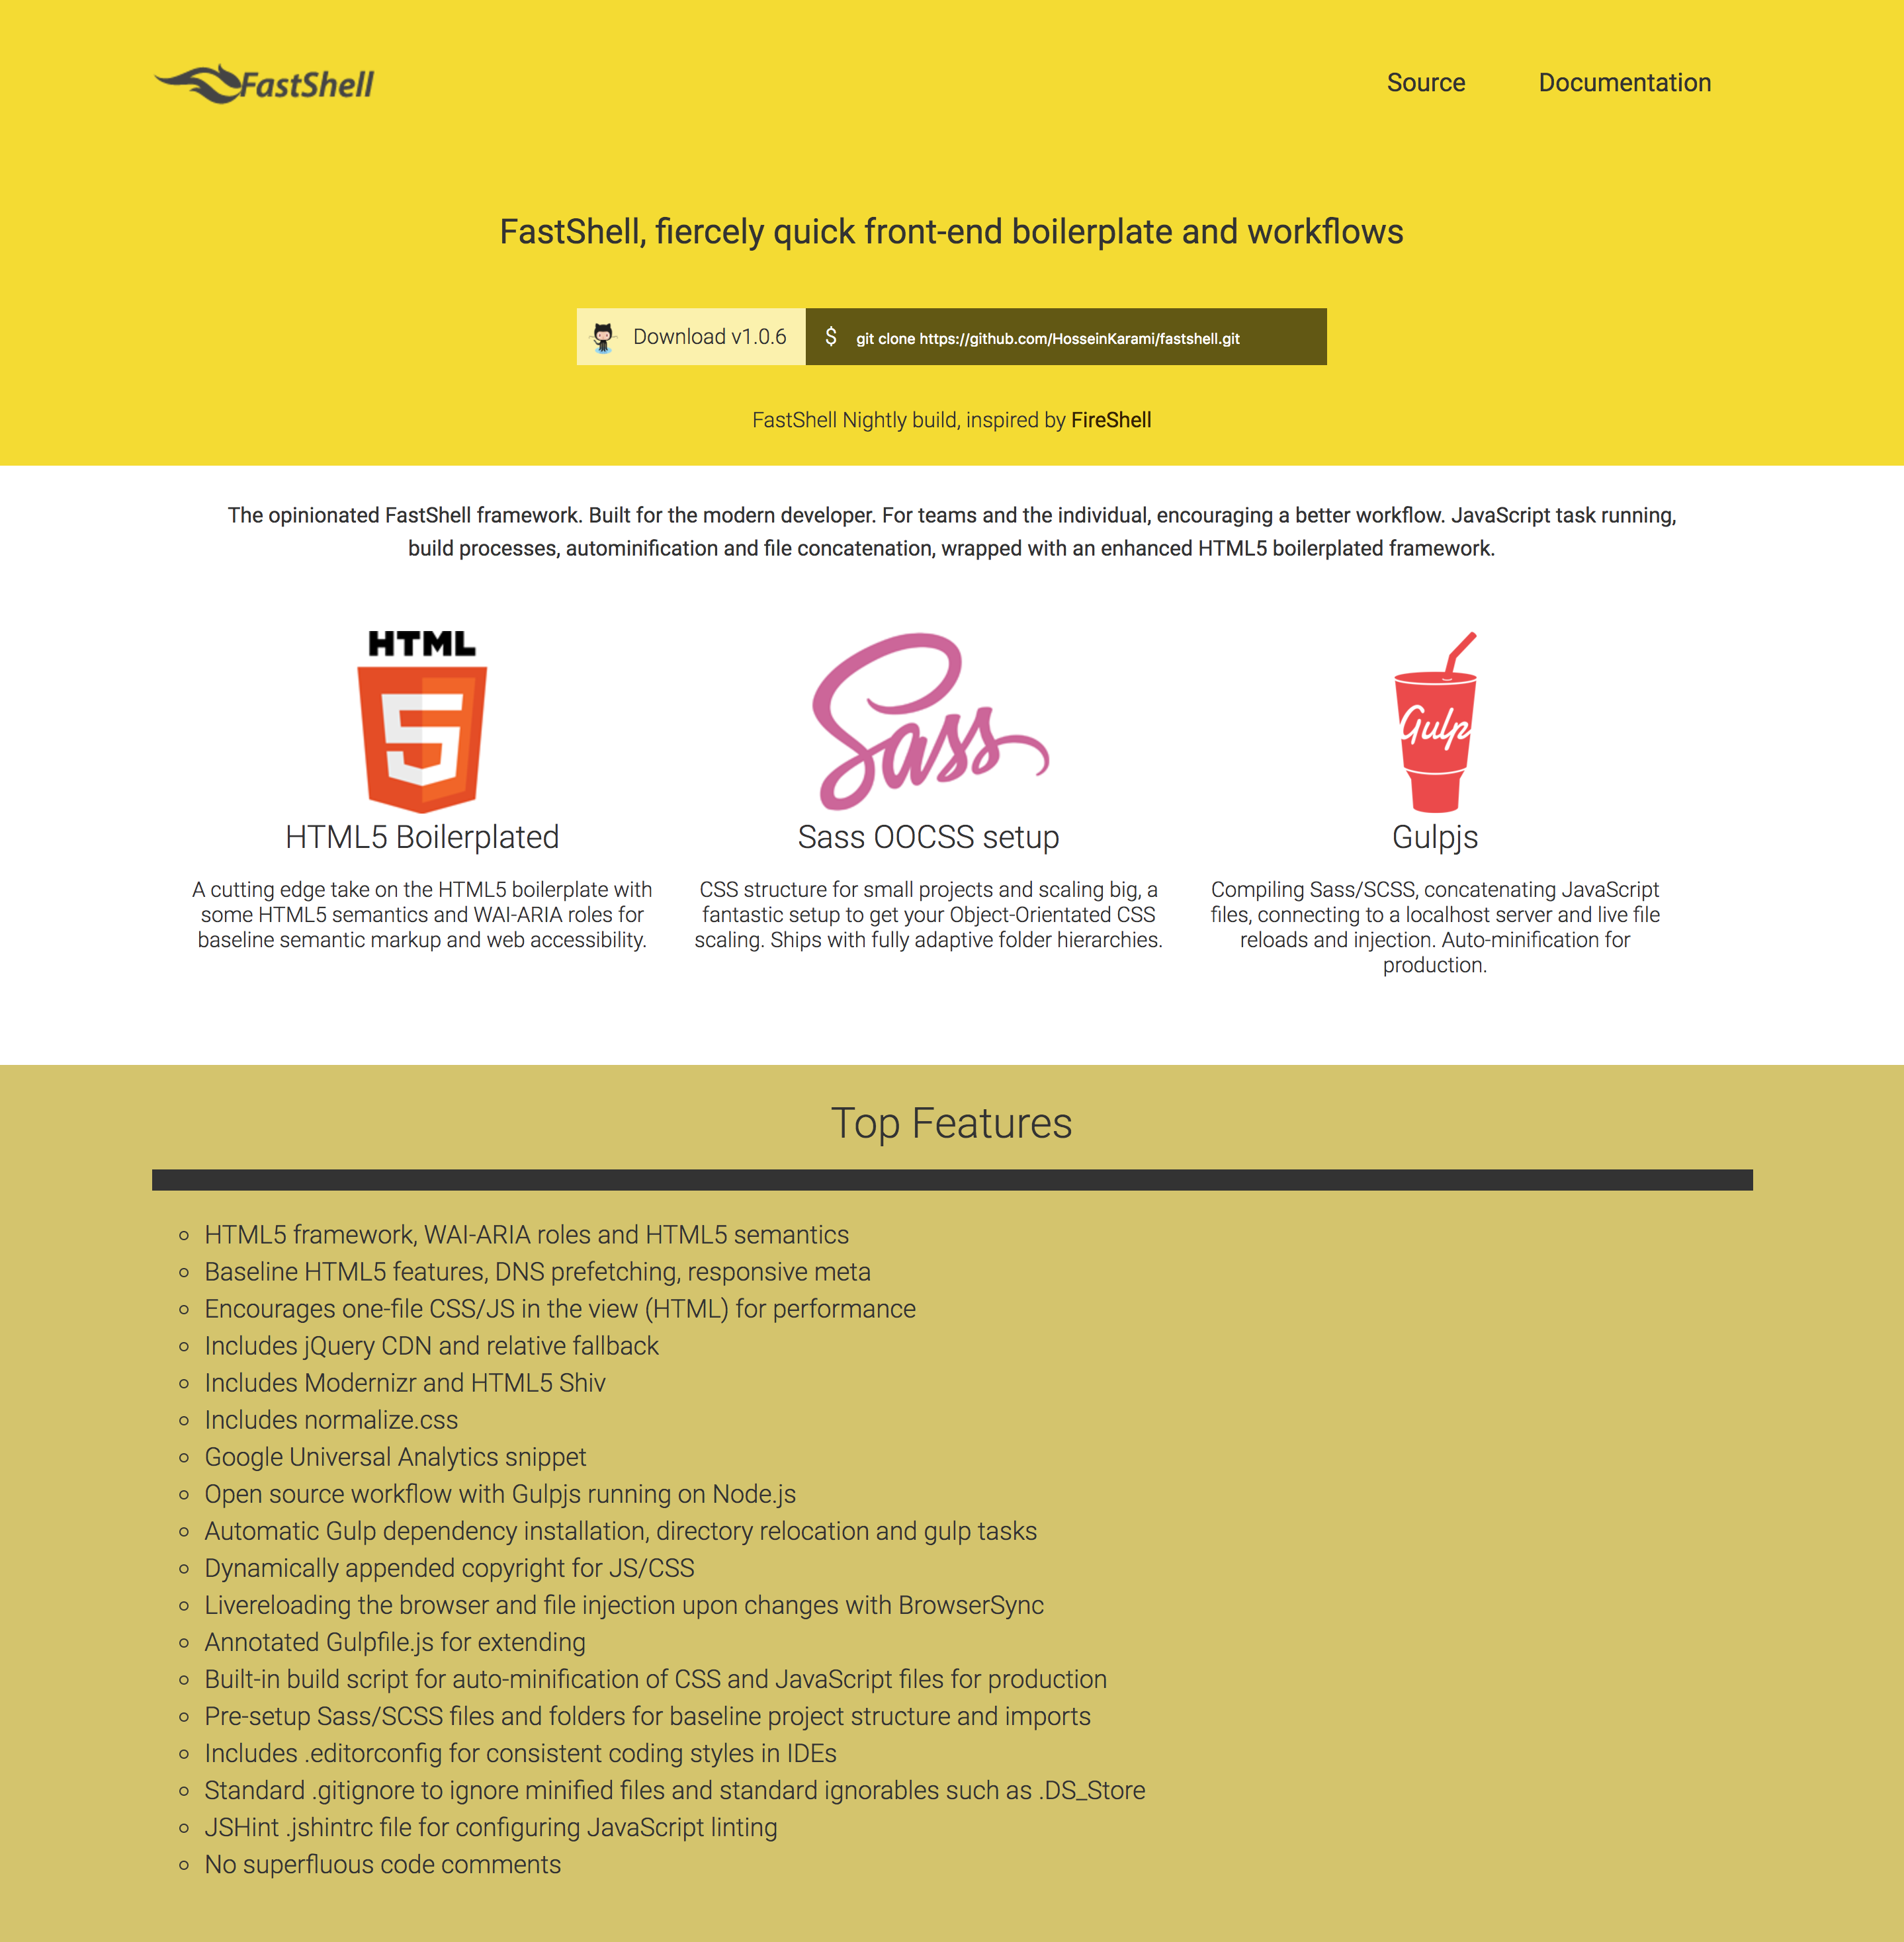 FastShell
Source
Documentation
FastShell, fiercely quick front-end boilerplate and workflows
Download v1.0.6
$ git clone https://github.com/HosseinKarami/fastshell.git
FastShell Nightly build, inspired by FireShell
The opinionated FastShell framework. Built for the modern developer. For teams and the individual, encouraging a better workflow. JavaScript task running,
build processes, autominification and file concatenation, wrapped with an enhanced HTML5 boilerplated framework.
HTML
5
HTML5 Boilerplated
A cutting edge take on the HTML5 boilerplate with
some HTML5 semantics and WAI-ARIA roles for
baseline semantic markup and web accessibility.
Sass
Sass OOCSS setup
CSS structure for small projects and scaling big, a
fantastic setup to get your Object-Orientated CSS
scaling. Ships with fully adaptive folder hierarchies.
Gulp
Gulpjs
Compiling Sass/SCSS, concatenating JavaScript
files, connecting to a localhost server and live file
reloads and injection. Auto-minification for
production.
Top Features
HTML5 framework, WAI-ARIA roles and HTML5 semantics
Baseline HTML5 features, DNS prefetching, responsive meta
Encourages one-file CSS/JS in the view (HTML) for performance
Includes jQuery CDN and relative fallback
Includes Modernizr and HTML5 Shiv
Includes normalize.css
Google Universal Analytics snippet
Open source workflow with Gulpjs running on Node.js
Automatic Gulp dependency installation, directory relocation and gulp tasks
Dynamically appended copyright for JS/CSS
Livereloading the browser and file injection upon changes with BrowserSync
Annotated Gulpfile.js for extending
Built-in build script for auto-minification of CSS and JavaScript files for production
Pre-setup Sass/SCSS files and folders for baseline project structure and imports
Includes .editorconfig for consistent coding styles in IDEs
Standard .gitignore to ignore minified files and standard ignorables such as .DS_Store
JSHint .jshintrc file for configuring JavaScript linting
No superfluous code comments